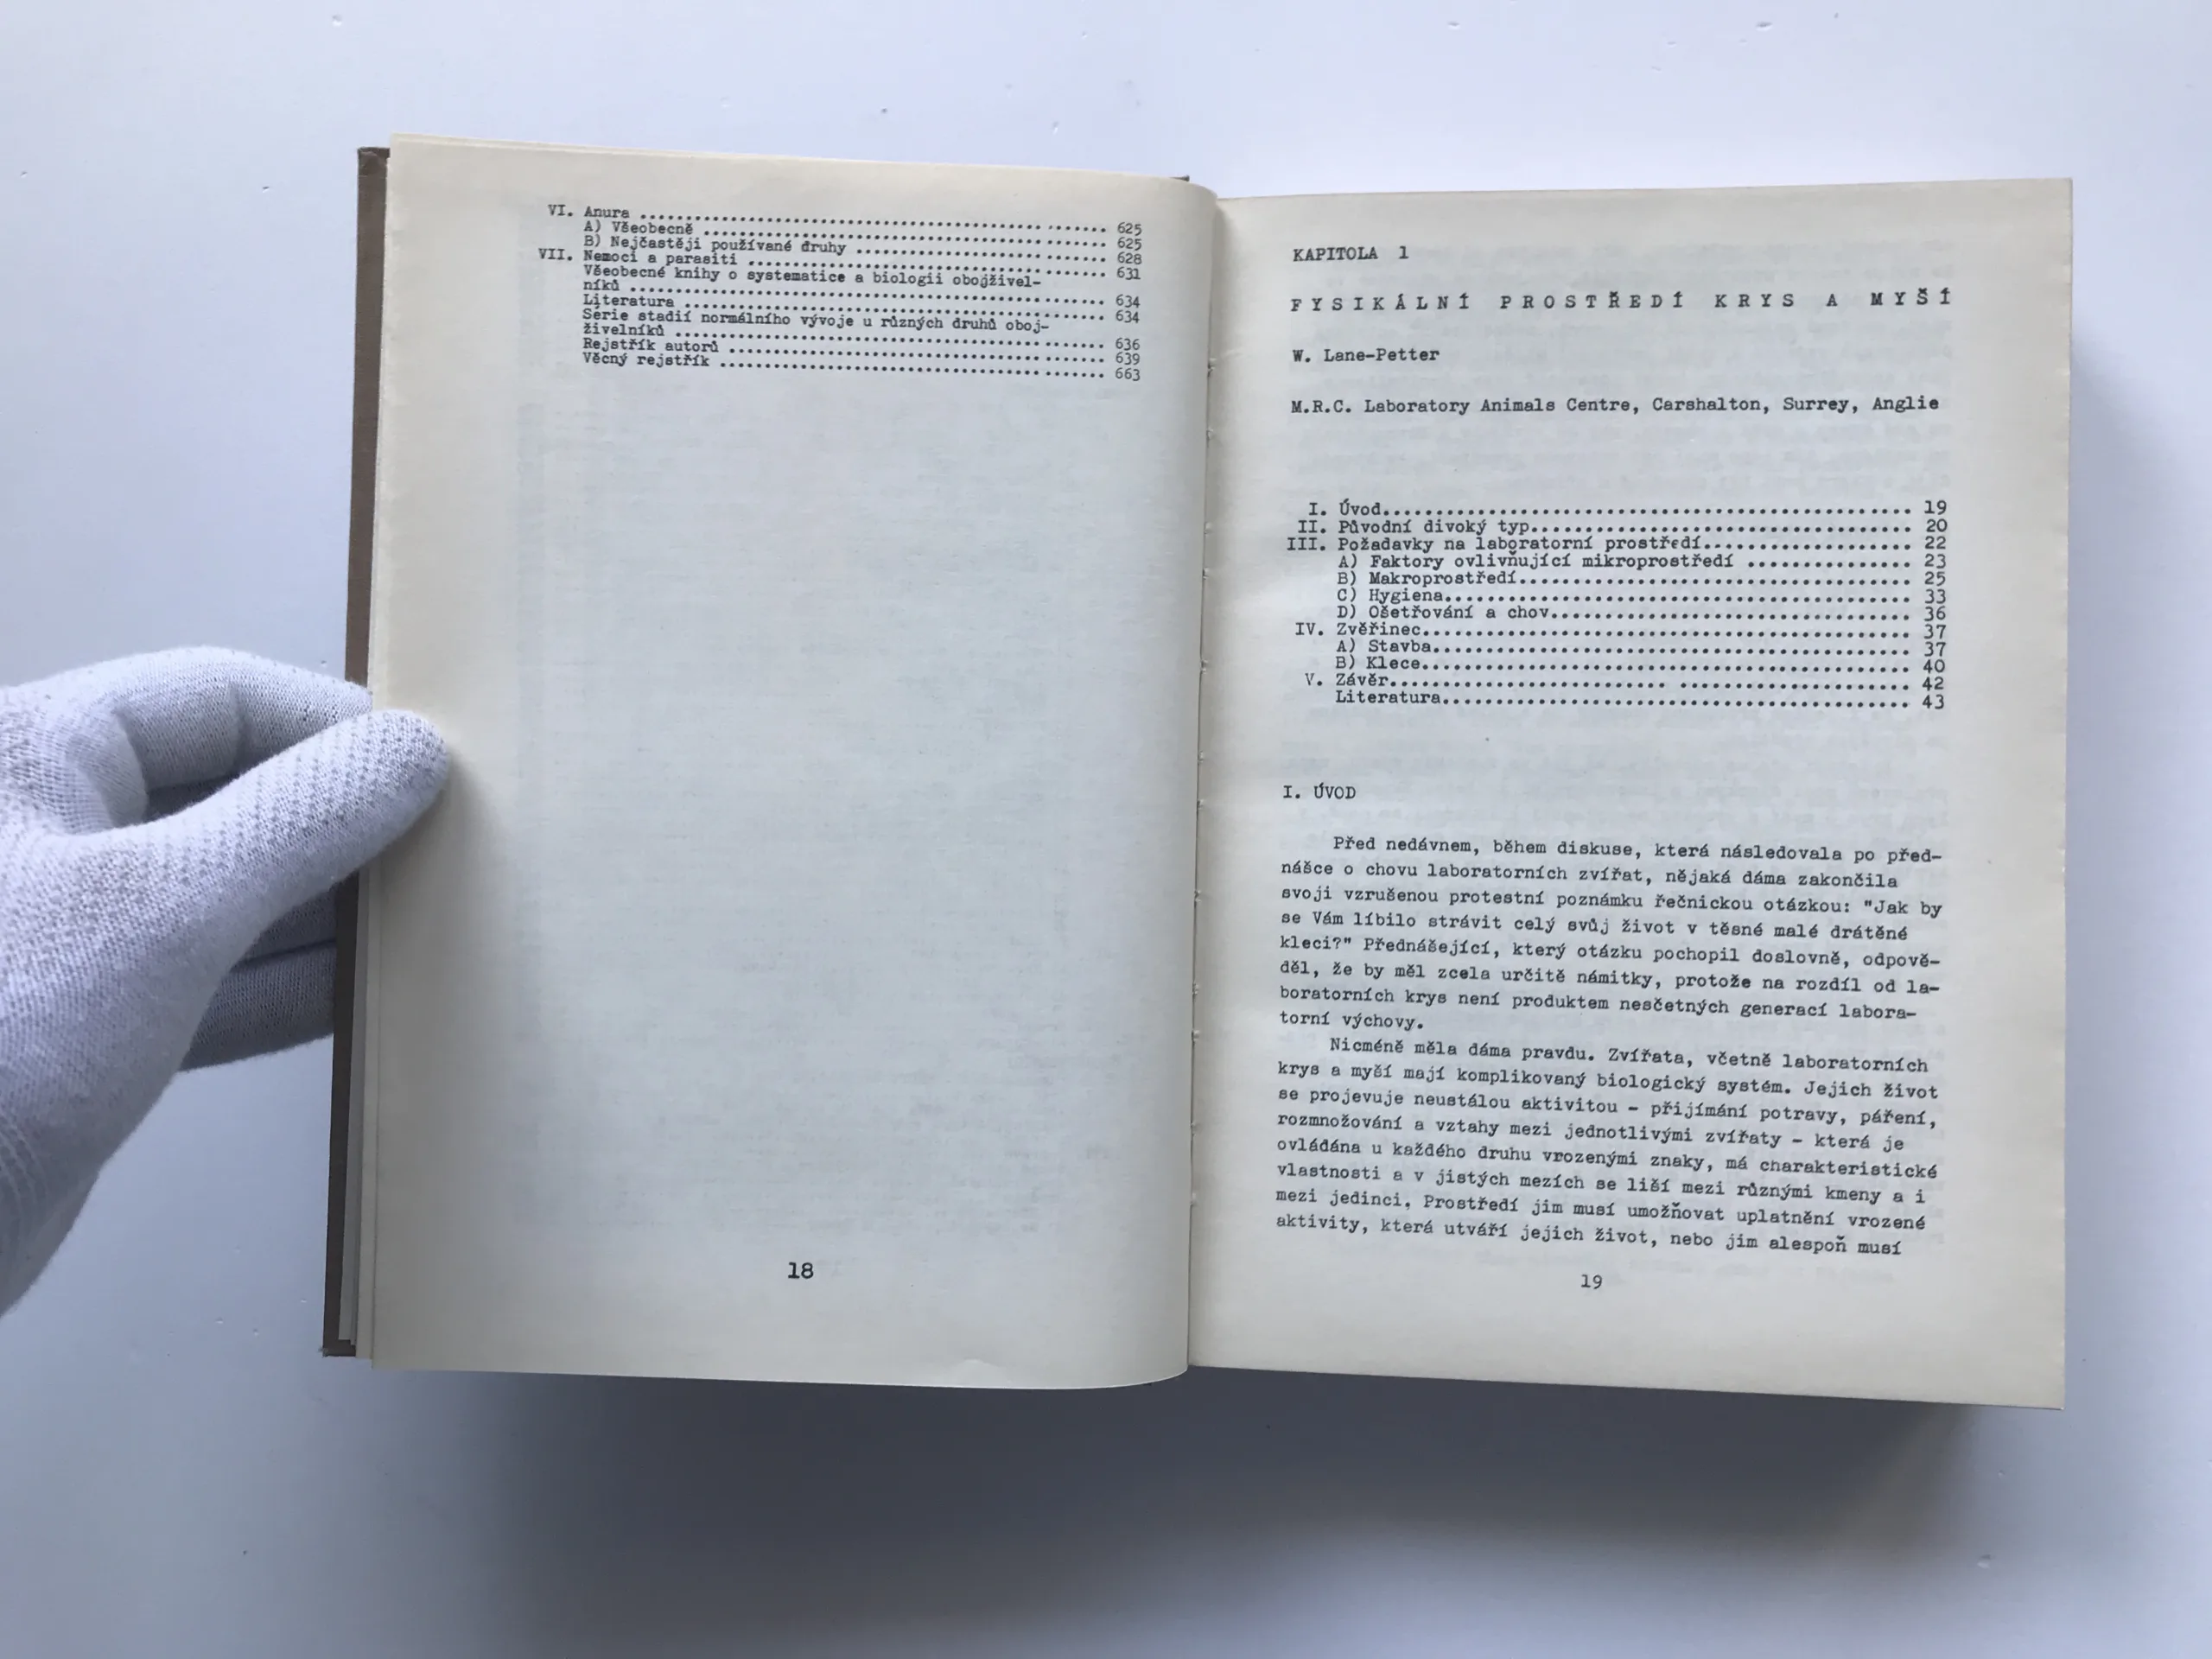 VI. Anura ........................................ 625
A) Všeobecně ........................................ 625
B) Nejčastěji používané druhy ........................................ 628
VII. Nemoci a parasiti ........................................ 631
Všeobecné knihy o systematice a biologii obojživel-
níků ........................................ 634
Literatura ........................................ 634
Série stadií normálního vývoje u různých druhů oboj-
živelníků ........................................ 636
Rejstřík autorů ........................................ 639
Věcný rejstřík ........................................ 663
18
KAPITOLA 1
FYSIKÁLNÍ PROSTŘEDÍ KRYS A MYŠÍ
W. Lane-Petter
M.R.C. Laboratory Animals Centre, Carshalton, Surrey, Anglie
I. Úvod........................................ 19
II. Původní divoký typ........................................ 20
III. Požadavky na laboratorní prostředí........................................ 22
A) Faktory ovlivňující mikroprostředí ............... 23
B) Makroprostředí........................................ 25
C) Hygiena........................................ 33
D) Ošetřování a chov........................................ 36
IV. Zvěřinec........................................ 37
A) Stavba........................................ 37
B) Klece........................................ 40
V. Závěr........................................ 42
Literatura........................................ 43
I. ÚVOD
Před nedávnem, během diskuse, která následovala po před-
nášce o chovu laboratorních zvířat, nějaká dáma zakončila
svoji vzrušenou protestní poznámku řečnickou otázkou: "Jak by
se Vám líbilo strávit celý svůj život v těsné malé drátěné
kleci?" Přednášející, který otázku pochopil doslovně, odpově-
děl, že by měl zcela určitě námitky, protože na rozdíl od la-
boratorních krys není produktem nesčetných generací labora-
torní výchovy.
Nicméně měla dáma pravdu. Zvířata, včetně laboratorních
krys a myší mají komplikovaný biologický systém. Jejich život
se projevuje neustálou aktivitou - přijímání potravy, páření,
rozmnožování a vztahy mezi jednotlivými zvířaty - která je
ovládána u každého druhu vrozenými znaky, má charakteristické
vlastnosti a v jistých mezích se liší mezi různými kmeny a i
mezi jedinci. Prostředí jim musí umožňovat uplatnění vrozené
aktivity, která utváří jejich život, nebo jim alespoň musí
19